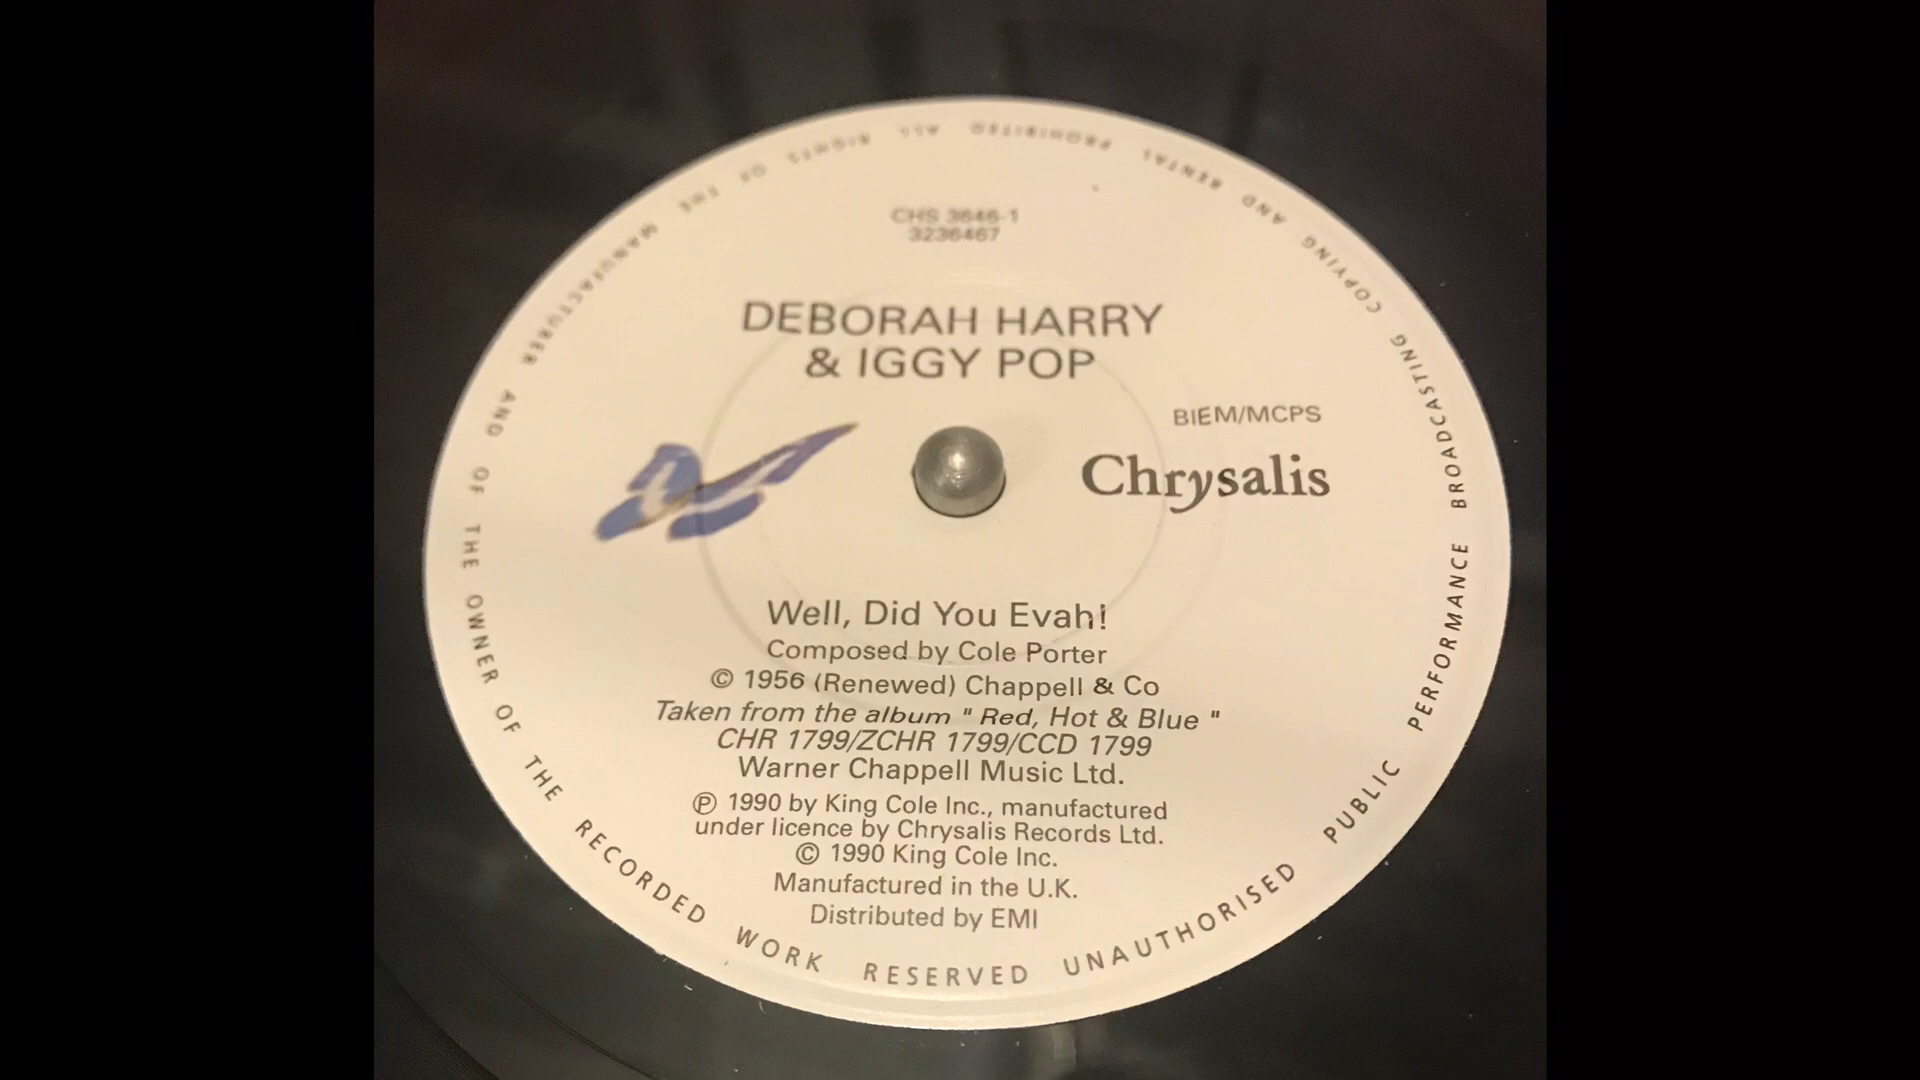 CHS 3646-1
3236467
DEBORAH HARRY
& IGGY POP
BIEM/MCPS
Chrysalis
Well, Did You Evah!
Composed by Cole Porter
© 1956 (Renewed) Chappell & Co
Taken from the album " Red, Hot & Blue "
CHR 1799/ZCHR 1799/CCD 1799
Warner Chappell Music Ltd.
℗ 1990 by King Cole Inc., manufactured
under licence by Chrysalis Records Ltd.
© 1990 King Cole Inc.
Manufactured in the U.K.
Distributed by EMI
ALL RIGHTS OF THE MANUFACTURER AND OF THE OWNER OF THE RECORDED WORK RESERVED UNAUTHORISED PUBLIC PERFORMANCE BROADCASTING COPYING AND RENTAL PROHIBITED